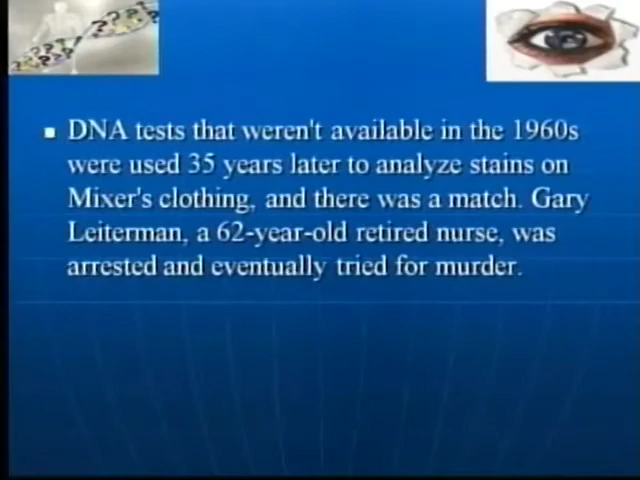 DNA tests that weren't available in the 1960s
were used 35 years later to analyze stains on
Mixer's clothing, and there was a match. Gary
Leiterman, a 62-year-old retired nurse, was
arrested and eventually tried for murder.